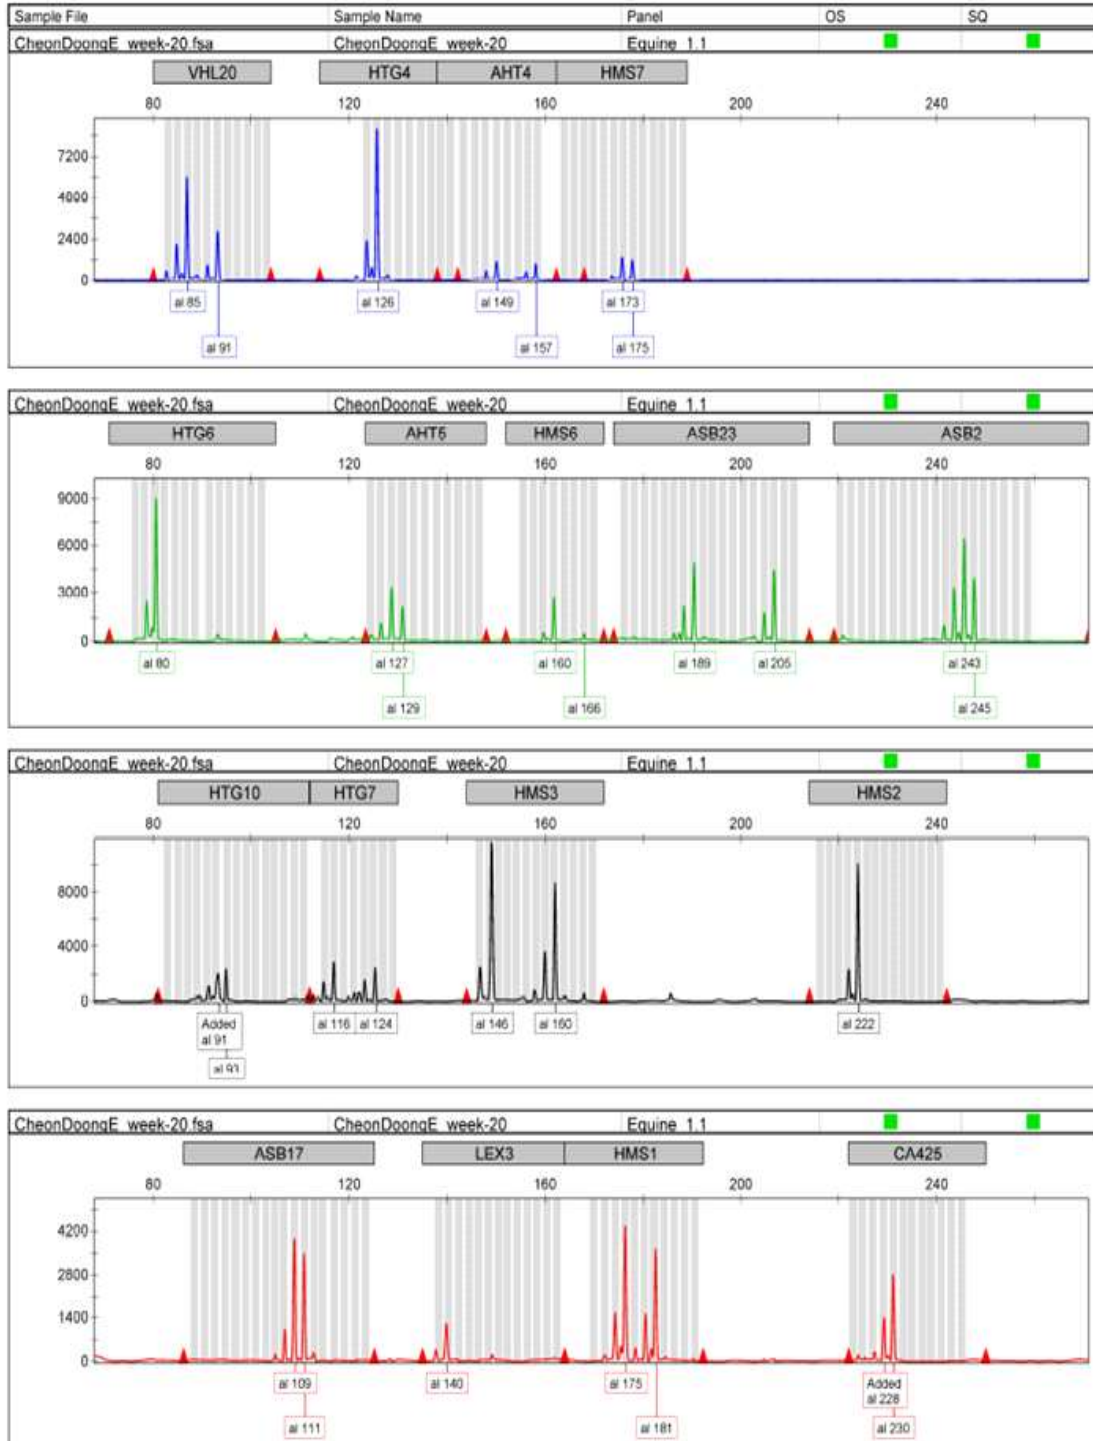 Sample File Sample Name Panel OS SQ
CheonDoongE_week-20.fsa CheonDoongE_week-20 Equine_1.1
VHL20 HTG4 AHT4 HMS7
80 120 160 200 240
7200
4000
2400
0
al 85 al 126 al 149 al 173
al 91 al 157 al 175
CheonDoongE_week-20.fsa CheonDoongE_week-20 Equine_1.1
HTG6 AHT5 HMS6 ASB23 ASB2
80 120 160 200 240
9000
6000
3000
0
al 80 al 127 al 160 al 189 al 205 al 243
al 129 al 166 al 245
CheonDoongE_week-20.fsa CheonDoongE_week-20 Equine_1.1
HTG10 HTG7 HMS3 HMS2
80 120 160 200 240
8000
4000
0
Added al 116 al 124 al 146 al 160 al 222
al 91
al 93
CheonDoongE_week-20.fsa CheonDoongE_week-20 Equine_1.1
ASB17 LEX3 HMS1 CA425
80 120 160 200 240
4200
2800
1400
0
al 109 al 140 al 175 Added
al 228
al 111 al 181 al 230